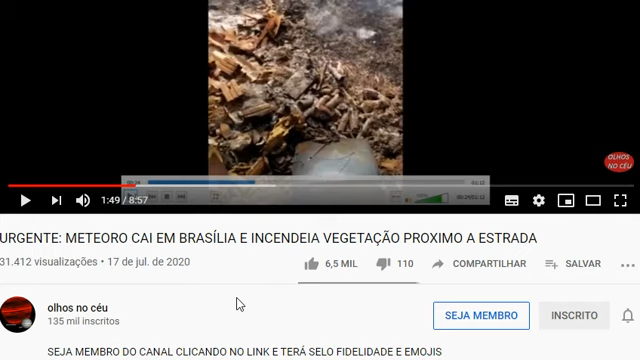 OLHOS
NO CÉU
1:49 / 8:57
URGENTE: METEORO CAI EM BRASÍLIA E INCENDEIA VEGETAÇÃO PROXIMO A ESTRADA
31.412 visualizações • 17 de jul. de 2020
6,5 MIL
110
COMPARTILHAR
SALVAR
olhos no céu
135 mil inscritos
SEJA MEMBRO
INSCRITO
SEJA MEMBRO DO CANAL CLICANDO NO LINK E TERÁ SELO FIDELIDADE E EMOJIS